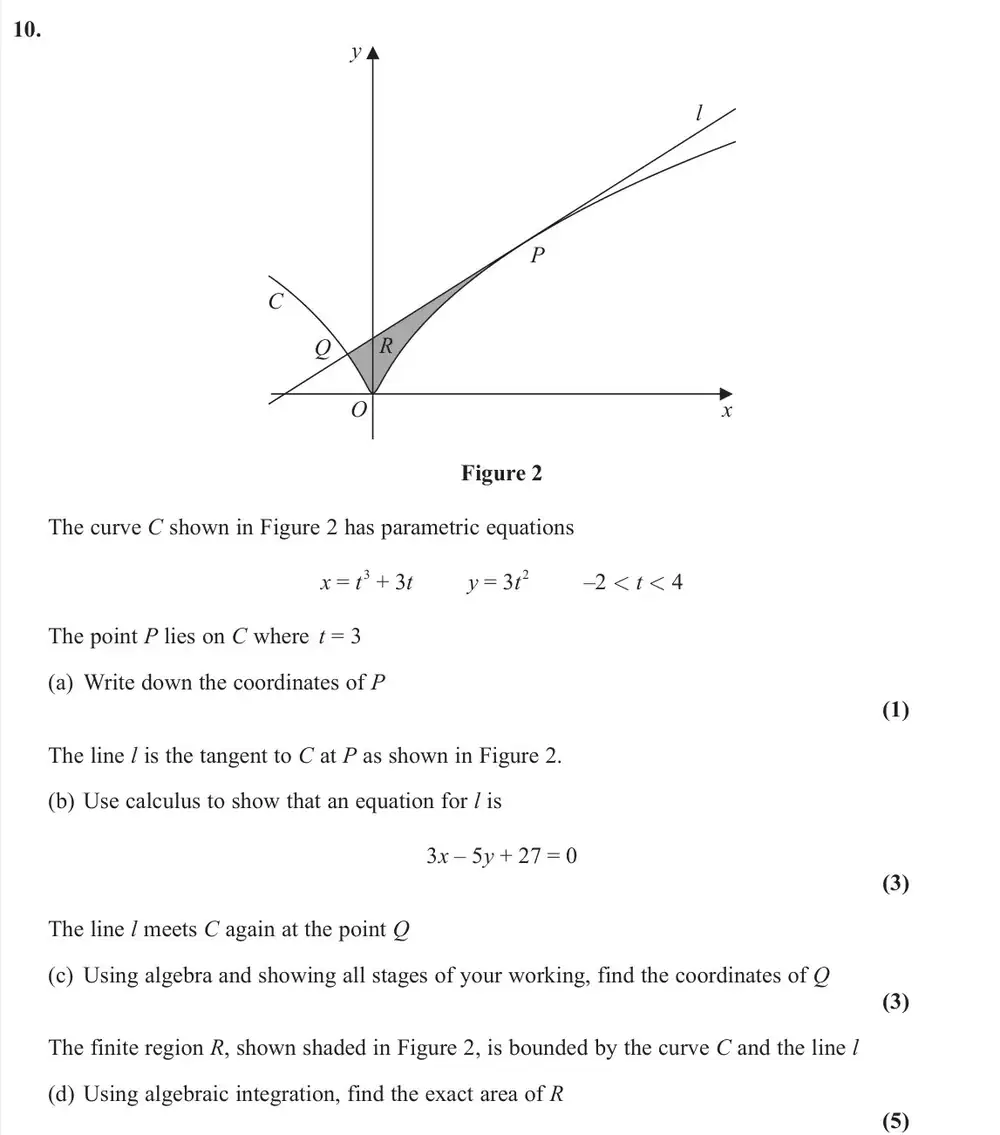 10.
y
l
P
C
Q
R
O
x
Figure 2
The curve C shown in Figure 2 has parametric equations
x = t³ + 3t y = 3t² –2 < t < 4
The point P lies on C where t = 3
(a) Write down the coordinates of P
(1)
The line l is the tangent to C at P as shown in Figure 2.
(b) Use calculus to show that an equation for l is
3x – 5y + 27 = 0
(3)
The line l meets C again at the point Q
(c) Using algebra and showing all stages of your working, find the coordinates of Q
(3)
The finite region R, shown shaded in Figure 2, is bounded by the curve C and the line l
(d) Using algebraic integration, find the exact area of R
(5)